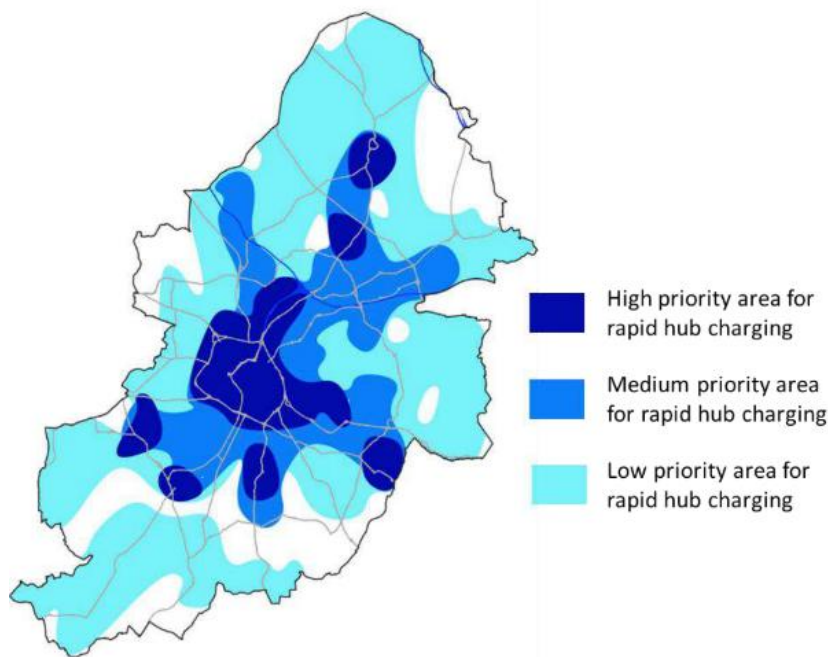 High priority area for
rapid hub charging
Medium priority area
for rapid hub charging
Low priority area for
rapid hub charging